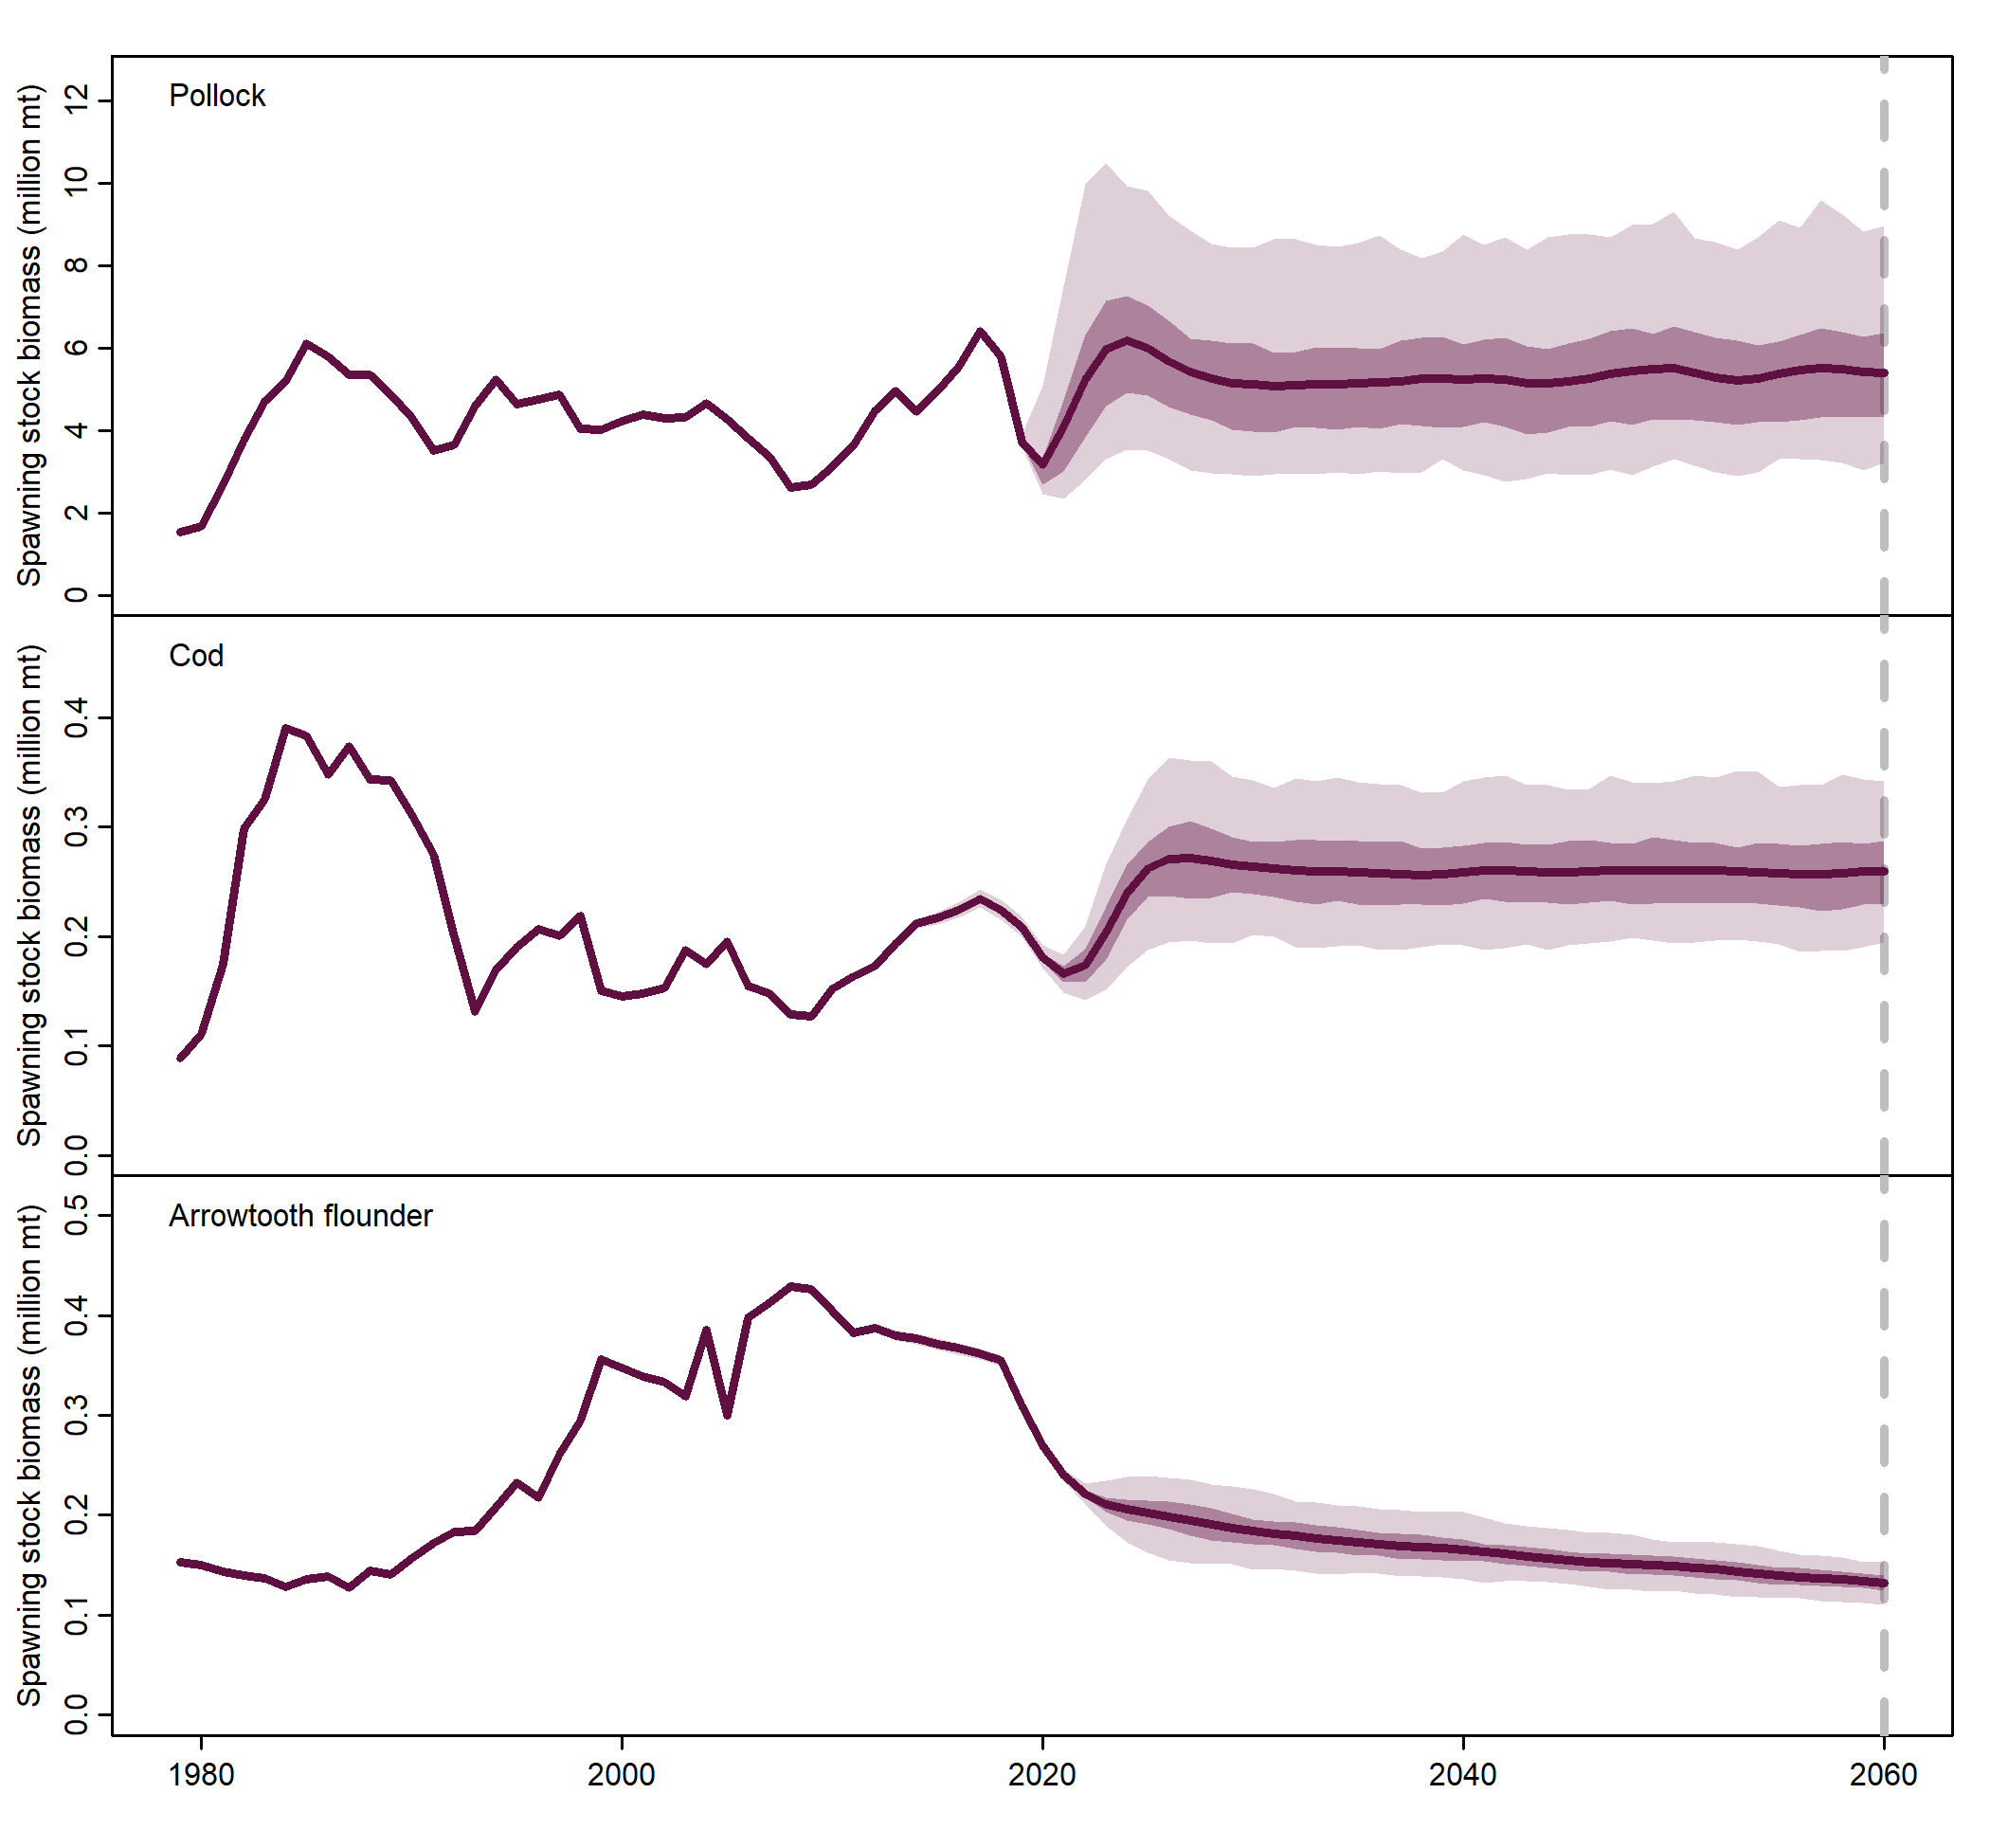 Pollock
Spawning stock biomass (million mt)
12
10
8
6
4
2
0
Cod
Spawning stock biomass (million mt)
0.4
0.3
0.2
0.1
0.0
Arrowtooth flounder
Spawning stock biomass (million mt)
0.5
0.4
0.3
0.2
0.1
0.0
1980 2000 2020 2040 2060